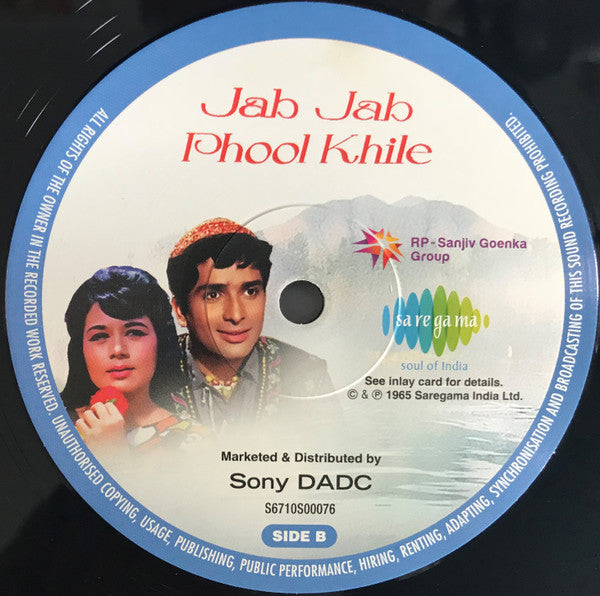 Jab Jab
Phool Khile
RP-Sanjiv Goenka
Group
saregama
soul of India
See inlay card for details.
© & ℗ 1965 Saregama India Ltd.
Marketed & Distributed by
Sony DADC
S6710S00076
SIDE B
ALL RIGHTS OF THE OWNER IN THE RECORDED WORK RESERVED. UNAUTHORISED COPYING, USAGE, PUBLISHING, PUBLIC PERFORMANCE, HIRING, RENTING, ADAPTING, SYNCHRONISATION AND BROADCASTING OF THIS SOUND RECORDING PROHIBITED.